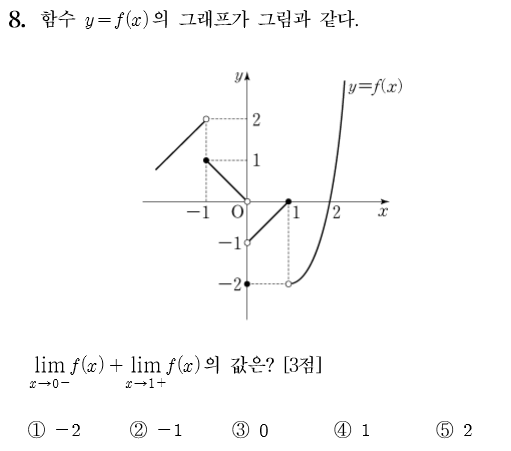 8. 함수 y=f(x)의 그래프가 그림과 같다.
y
y=f(x)
2
1
-1 O 1 2 x
-1
-2
lim f(x) + lim f(x)의 값은? [3점]
x→0- x→1+
① -2 ② -1 ③ 0 ④ 1 ⑤ 2